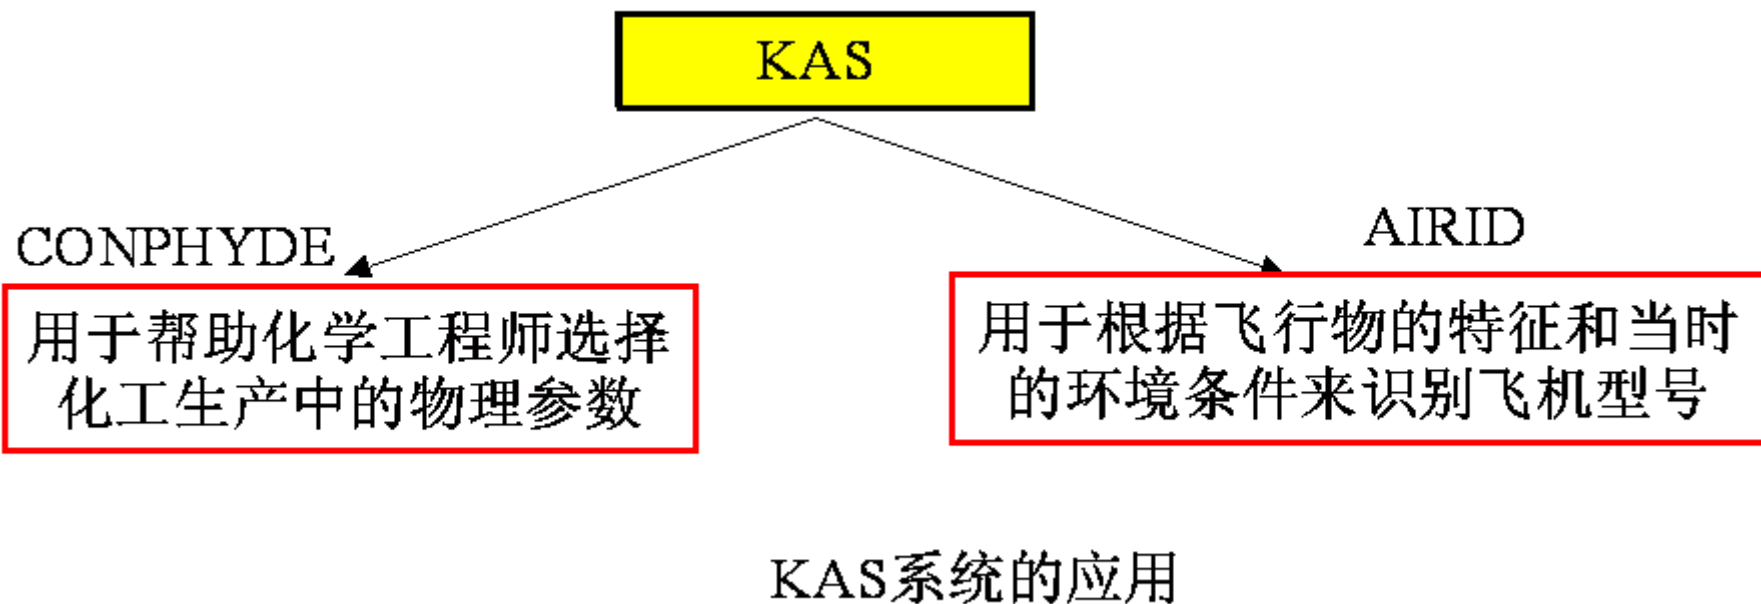 KAS
CONPHYDE
用于帮助化学工程师选择
化工生产中的物理参数
AIRID
用于根据飞行物的特征和当时
的环境条件来识别飞机型号
KAS系统的应用